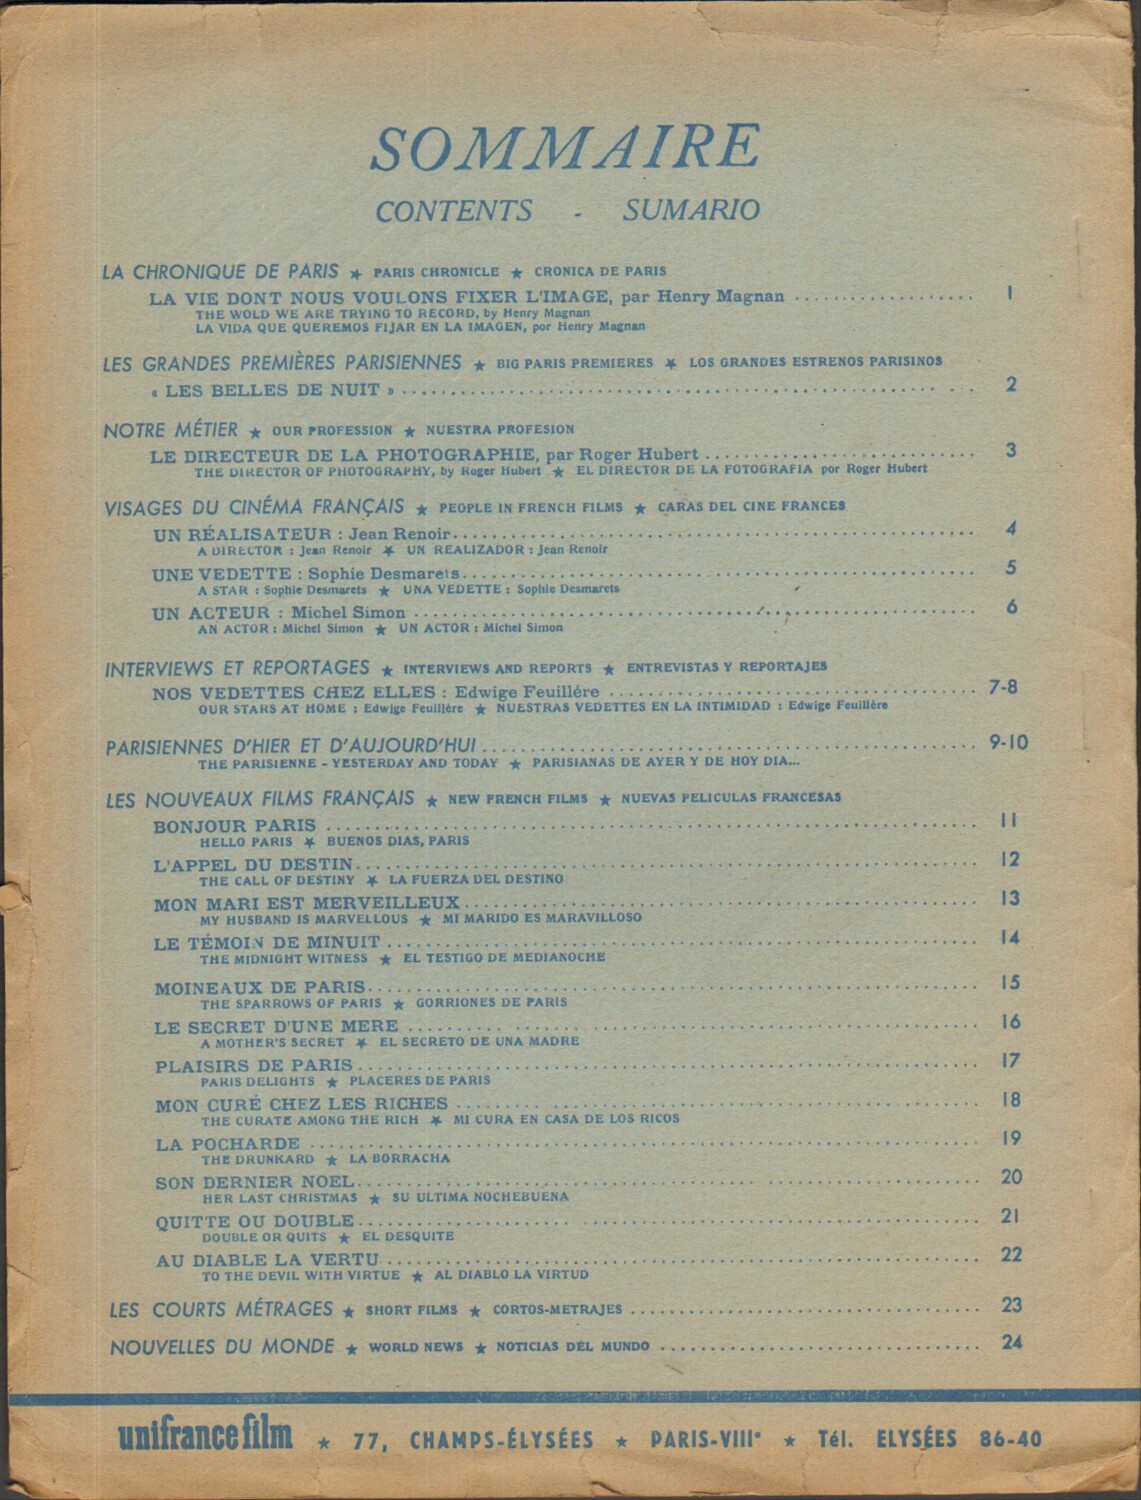 SOMMAIRE
CONTENTS - SUMARIO
LA CHRONIQUE DE PARIS ★ PARIS CHRONICLE ★ CRONICA DE PARIS
LA VIE DONT NOUS VOULONS FIXER L'IMAGE, par Henry Magnan .................. 1
THE WOLD WE ARE TRYING TO RECORD, by Henry Magnan
LA VIDA QUE QUEREMOS FIJAR EN LA IMAGEN, por Henry Magnan
LES GRANDES PREMIÈRES PARISIENNES ★ BIG PARIS PREMIERES ★ LOS GRANDES ESTRENOS PARISINOS
« LES BELLES DE NUIT » .................. 2
NOTRE MÉTIER ★ OUR PROFESSION ★ NUESTRA PROFESION
LE DIRECTEUR DE LA PHOTOGRAPHIE, par Roger Hubert .................. 3
THE DIRECTOR OF PHOTOGRAPHY, by Roger Hubert ★ EL DIRECTOR DE LA FOTOGRAFIA por Roger Hubert
VISAGES DU CINÉMA FRANÇAIS ★ PEOPLE IN FRENCH FILMS ★ CARAS DEL CINE FRANCES
UN RÉALISATEUR : Jean Renoir .................. 4
A DIRECTOR : Jean Renoir ★ UN REALIZADOR : Jean Renoir
UNE VEDETTE : Sophie Desmarets .................. 5
A STAR : Sophie Desmarets ★ UNA VEDETTE : Sophie Desmarets
UN ACTEUR : Michel Simon .................. 6
AN ACTOR : Michel Simon ★ UN ACTOR : Michel Simon
INTERVIEWS ET REPORTAGES ★ INTERVIEWS AND REPORTS ★ ENTREVISTAS Y REPORTAJES
NOS VEDETTES CHEZ ELLES : Edwige Feuillére .................. 7-8
OUR STARS AT HOME : Edwige Feuillère ★ NUESTRAS VEDETTES EN LA INTIMIDAD : Edwige Feuillère
PARISIENNES D'HIER ET D'AUJOURD'HUI .................. 9-10
THE PARISIENNE - YESTERDAY AND TODAY ★ PARISIANAS DE AYER Y DE HOY DIA...
LES NOUVEAUX FILMS FRANÇAIS ★ NEW FRENCH FILMS ★ NUEVAS PELICULAS FRANCESAS
BONJOUR PARIS .................. 11
HELLO PARIS ★ BUENOS DIAS, PARIS
L'APPEL DU DESTIN .................. 12
THE CALL OF DESTINY ★ LA FUERZA DEL DESTINO
MON MARI EST MERVEILLEUX .................. 13
MY HUSBAND IS MARVELLOUS ★ MI MARIDO ES MARAVILLOSO
LE TÉMOIN DE MINUIT .................. 14
THE MIDNIGHT WITNESS ★ EL TESTIGO DE MEDIANOCHE
MOINEAUX DE PARIS .................. 15
THE SPARROWS OF PARIS ★ GORRIONES DE PARIS
LE SECRET D'UNE MERE .................. 16
A MOTHER'S SECRET ★ EL SECRETO DE UNA MADRE
PLAISIRS DE PARIS .................. 17
PARIS DELIGHTS ★ PLACERES DE PARIS
MON CURÉ CHEZ LES RICHES .................. 18
THE CURATE AMONG THE RICH ★ MI CURA EN CASA DE LOS RICOS
LA POCHARDE .................. 19
THE DRUNKARD ★ LA BORRACHA
SON DERNIER NOEL .................. 20
HER LAST CHRISTMAS ★ SU ULTIMA NOCHEBUENA
QUITTE OU DOUBLE .................. 21
DOUBLE OR QUITS ★ EL DESQUITE
AU DIABLE LA VERTU .................. 22
TO THE DEVIL WITH VIRTUE ★ AL DIABLO LA VIRTUD
LES COURTS MÉTRAGES ★ SHORT FILMS ★ CORTOS-METRAJES .................. 23
NOUVELLES DU MONDE ★ WORLD NEWS ★ NOTICIAS DEL MUNDO .................. 24
unifrance film ★ 77, CHAMPS-ÉLYSÉES ★ PARIS-VIIIe ★ Tél. ELYSÉES 86-40